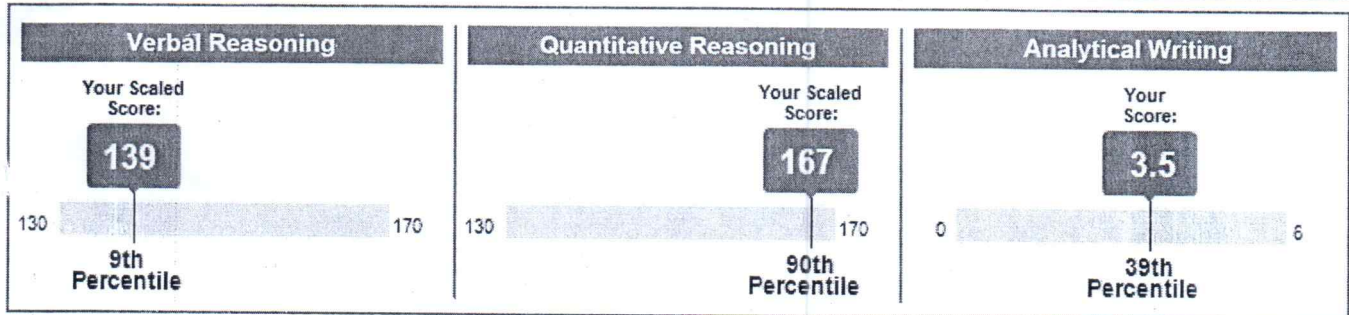 Verbal Reasoning
Your Scaled
Score:
139
130
170
9th
Percentile
Quantitative Reasoning
Your Scaled
Score:
167
130
170
90th
Percentile
Analytical Writing
Your
Score:
3.5
0
6
39th
Percentile